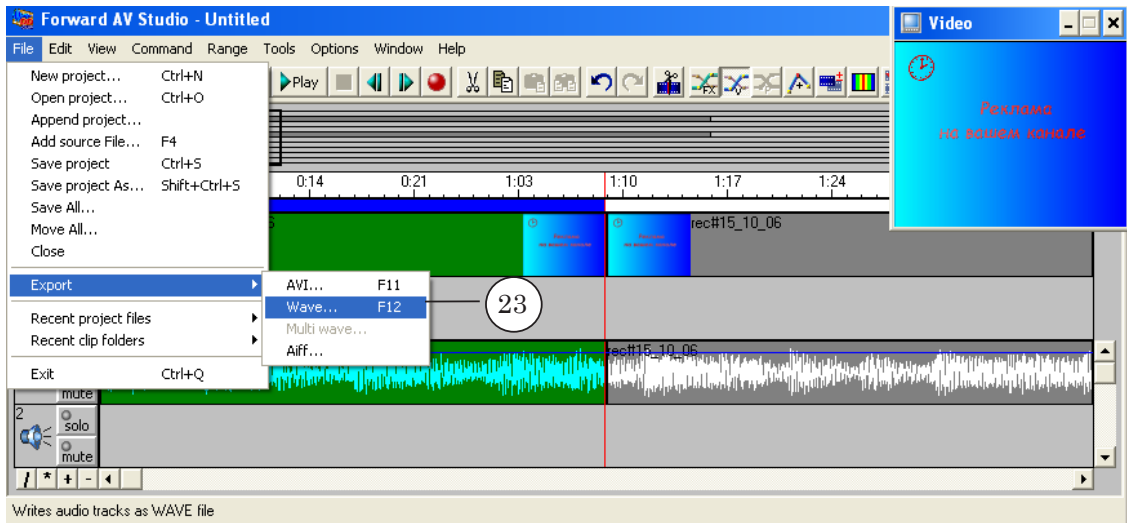 Forward AV Studio - Untitled
File Edit View Command Range Tools Options Window Help
Video
New project... Ctrl+N
Open project... Ctrl+O
Append project...
Add source File... F4
Save project Ctrl+S
Save project As... Shift+Ctrl+S
Save All...
Move All...
Close
Export
Recent project files
Recent clip folders
Exit Ctrl+Q
Play
FX
Реклама
на вашем канале
0:14 0:21 1:03 1:10 1:17 1:24
rec#15_10_06
AVI... F11
Wave... F12
Multi wave...
Aiff...
23
rec#15_10_06
mute
2
solo
mute
/ * + -
Writes audio tracks as WAVE file